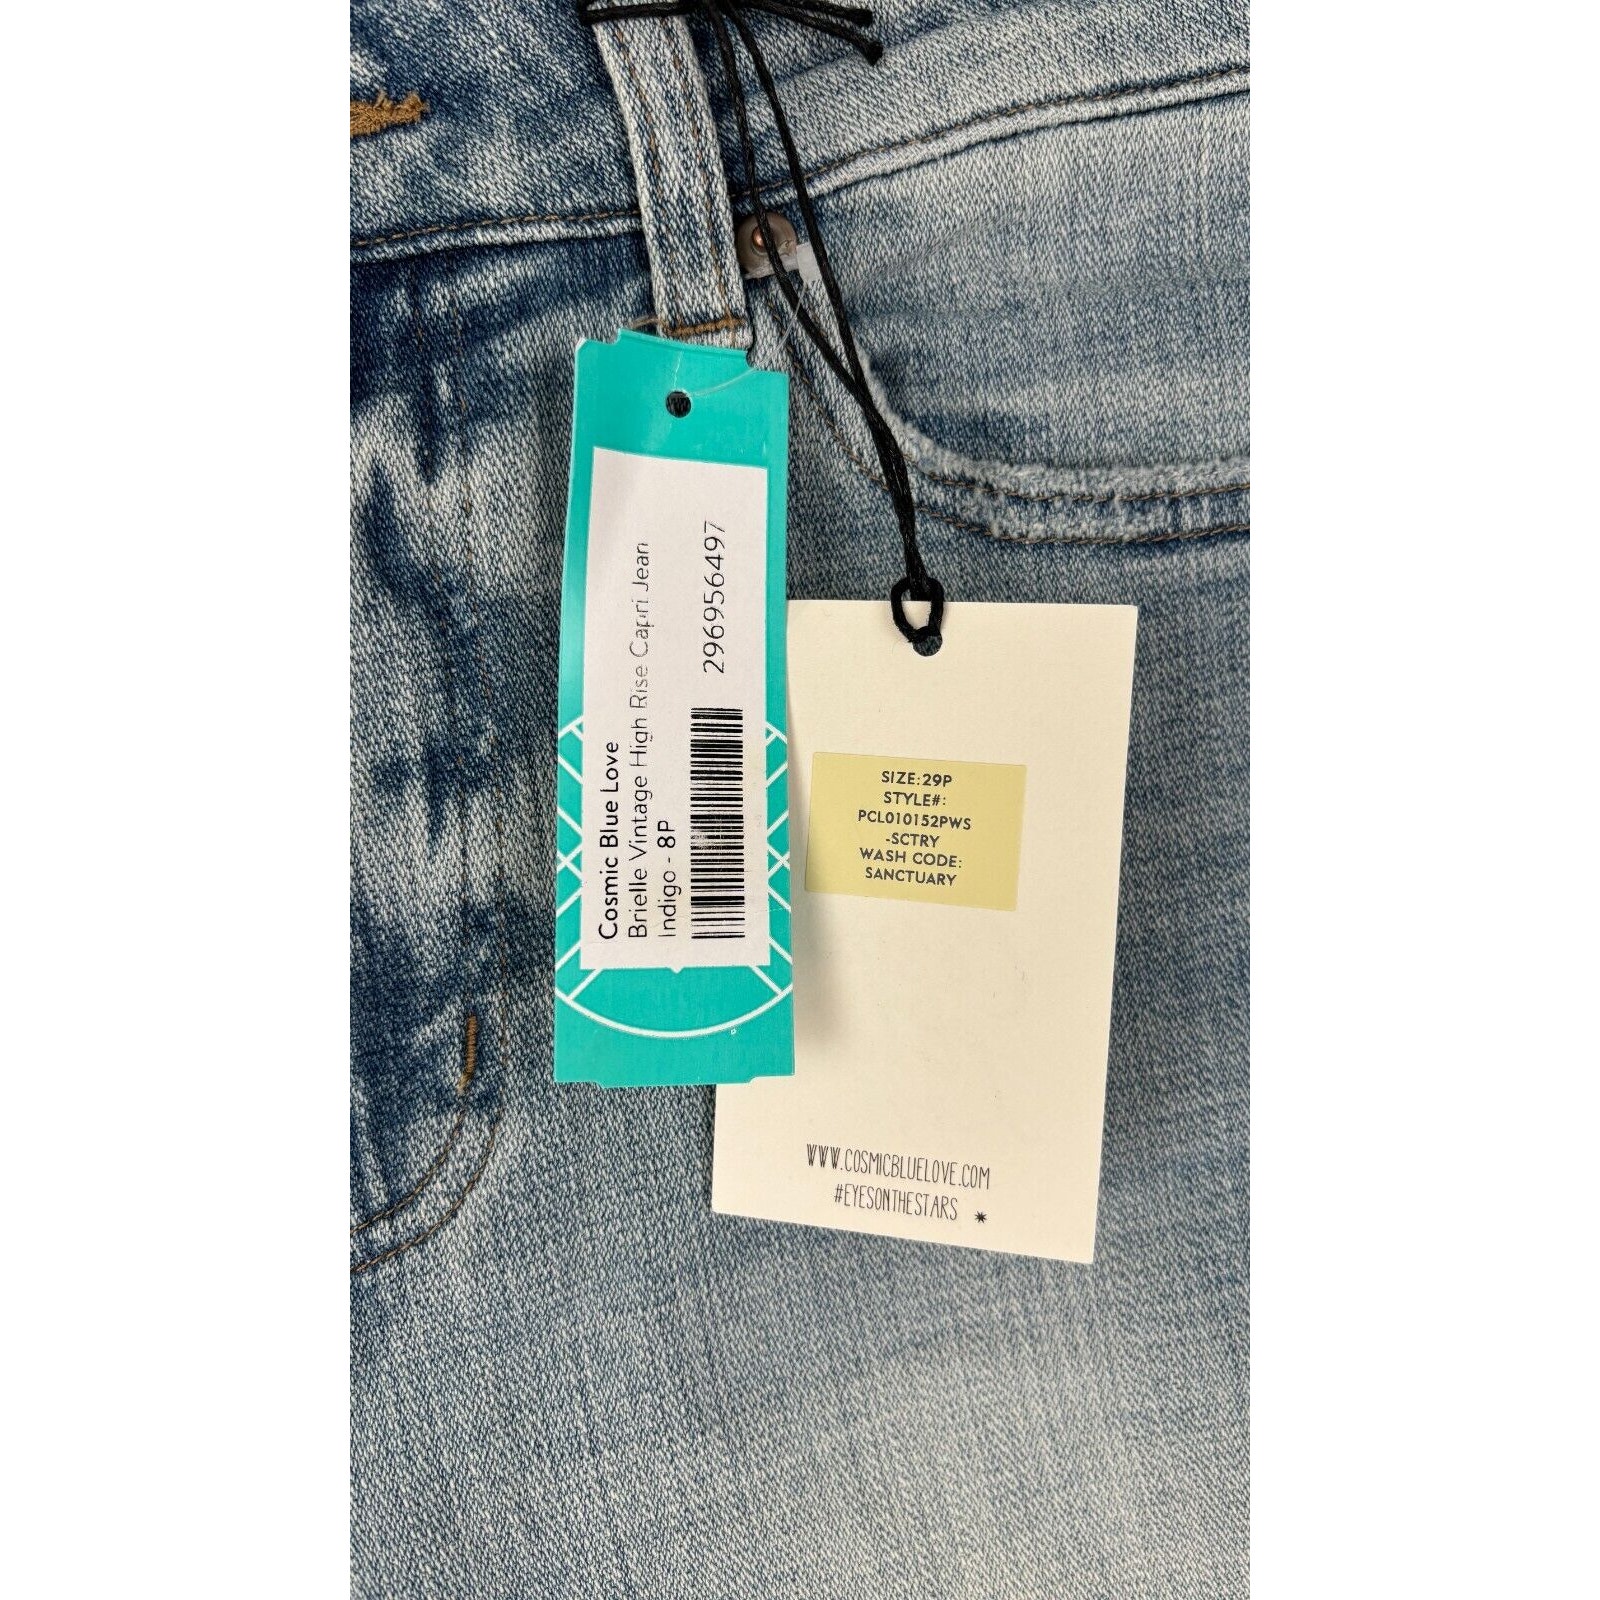 Cosmic Blue Love
Brielle Vintage High Rise Capri Jean
Indigo - 8P
296956497
SIZE:29P
STYLE#:
PCL010152PWS
-SCTRY
WASH CODE:
SANCTUARY
WWW.COSMICBLUELOVE.COM
#EYESONTHESTARS